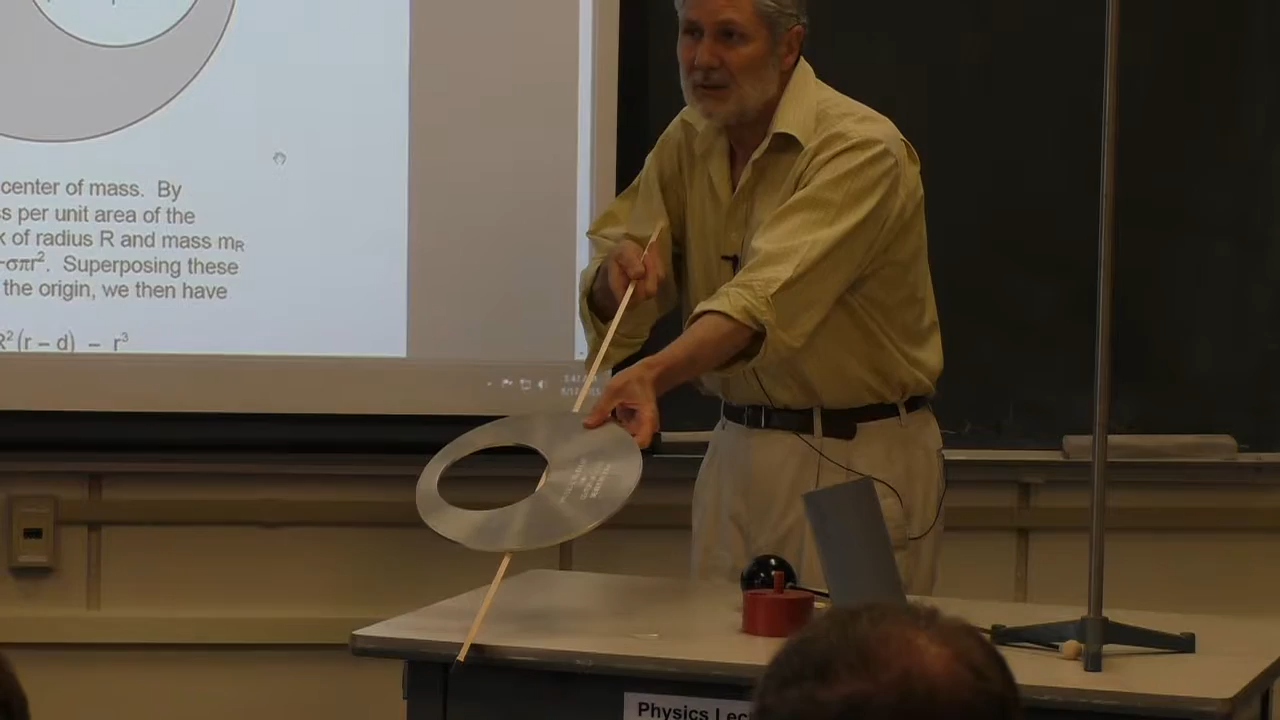 center of mass. By
s per unit area of the
of radius R and mass mR
-σπr². Superposing these
the origin, we then have
R²(r – d) – r³
Physics Lec